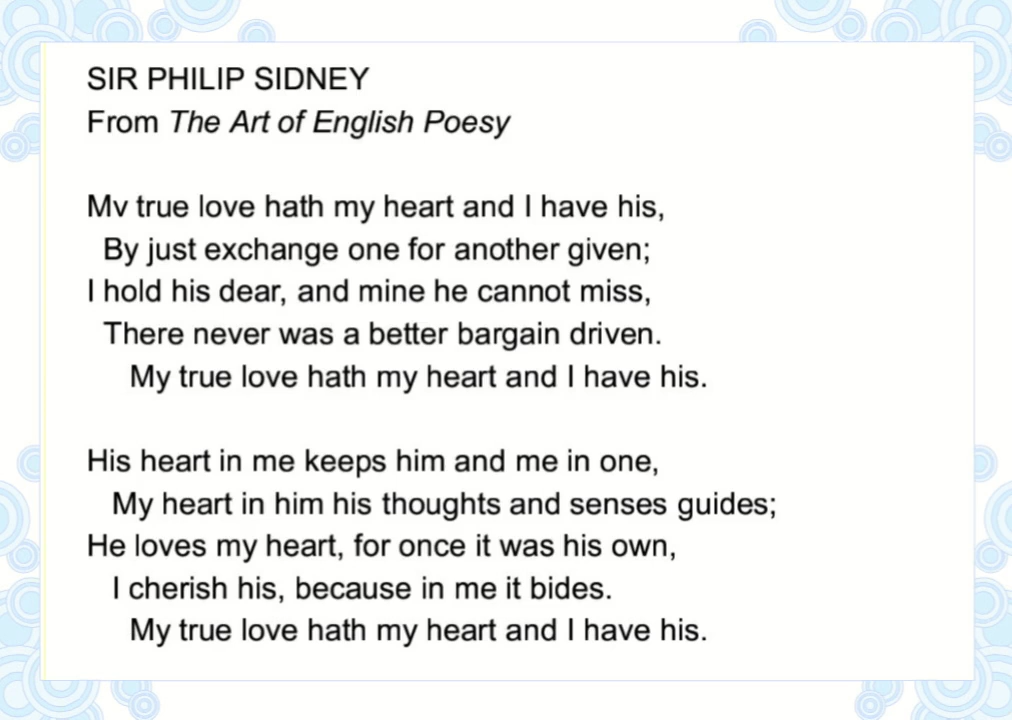 SIR PHILIP SIDNEY
From The Art of English Poesy
Mv true love hath my heart and I have his,
By just exchange one for another given;
I hold his dear, and mine he cannot miss,
There never was a better bargain driven.
My true love hath my heart and I have his.
His heart in me keeps him and me in one,
My heart in him his thoughts and senses guides;
He loves my heart, for once it was his own,
I cherish his, because in me it bides.
My true love hath my heart and I have his.